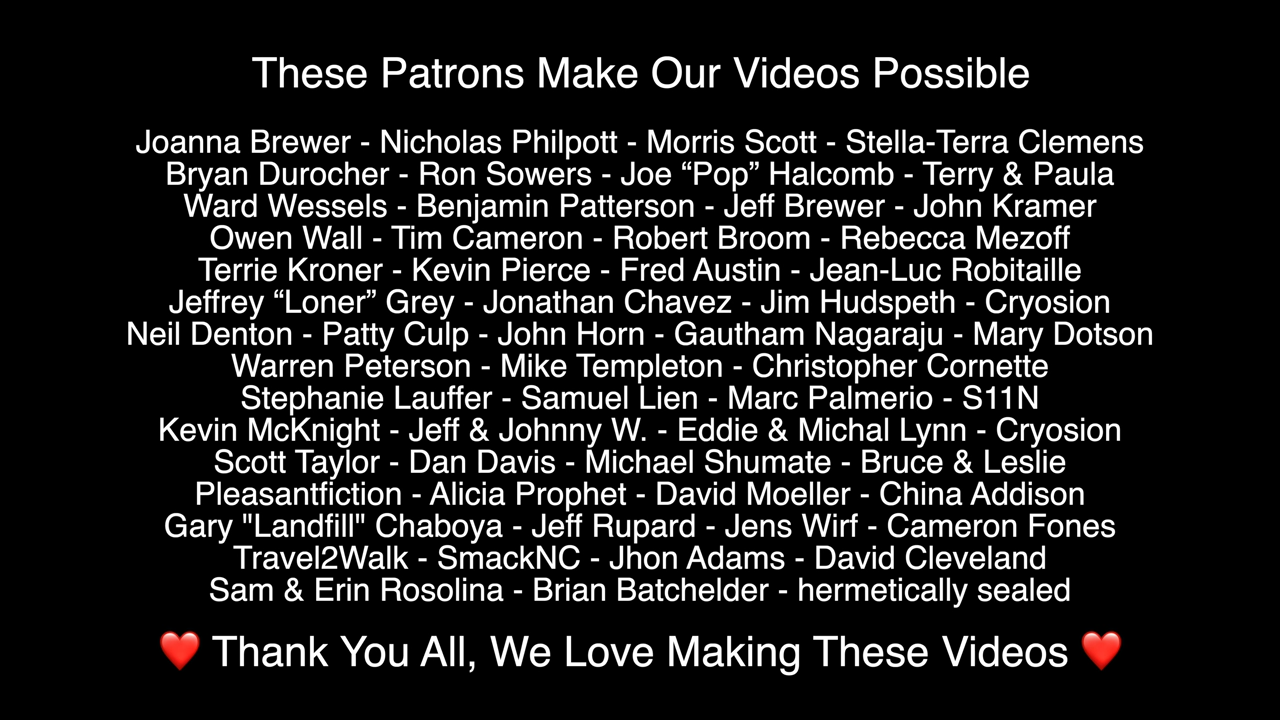 These Patrons Make Our Videos Possible
Joanna Brewer - Nicholas Philpott - Morris Scott - Stella-Terra Clemens
Bryan Durocher - Ron Sowers - Joe “Pop” Halcomb - Terry & Paula
Ward Wessels - Benjamin Patterson - Jeff Brewer - John Kramer
Owen Wall - Tim Cameron - Robert Broom - Rebecca Mezoff
Terrie Kroner - Kevin Pierce - Fred Austin - Jean-Luc Robitaille
Jeffrey “Loner” Grey - Jonathan Chavez - Jim Hudspeth - Cryosion
Neil Denton - Patty Culp - John Horn - Gautham Nagaraju - Mary Dotson
Warren Peterson - Mike Templeton - Christopher Cornette
Stephanie Lauffer - Samuel Lien - Marc Palmerio - S11N
Kevin McKnight - Jeff & Johnny W. - Eddie & Michal Lynn - Cryosion
Scott Taylor - Dan Davis - Michael Shumate - Bruce & Leslie
Pleasantfiction - Alicia Prophet - David Moeller - China Addison
Gary "Landfill" Chaboya - Jeff Rupard - Jens Wirf - Cameron Fones
Travel2Walk - SmackNC - Jhon Adams - David Cleveland
Sam & Erin Rosolina - Brian Batchelder - hermetically sealed
❤️ Thank You All, We Love Making These Videos ❤️